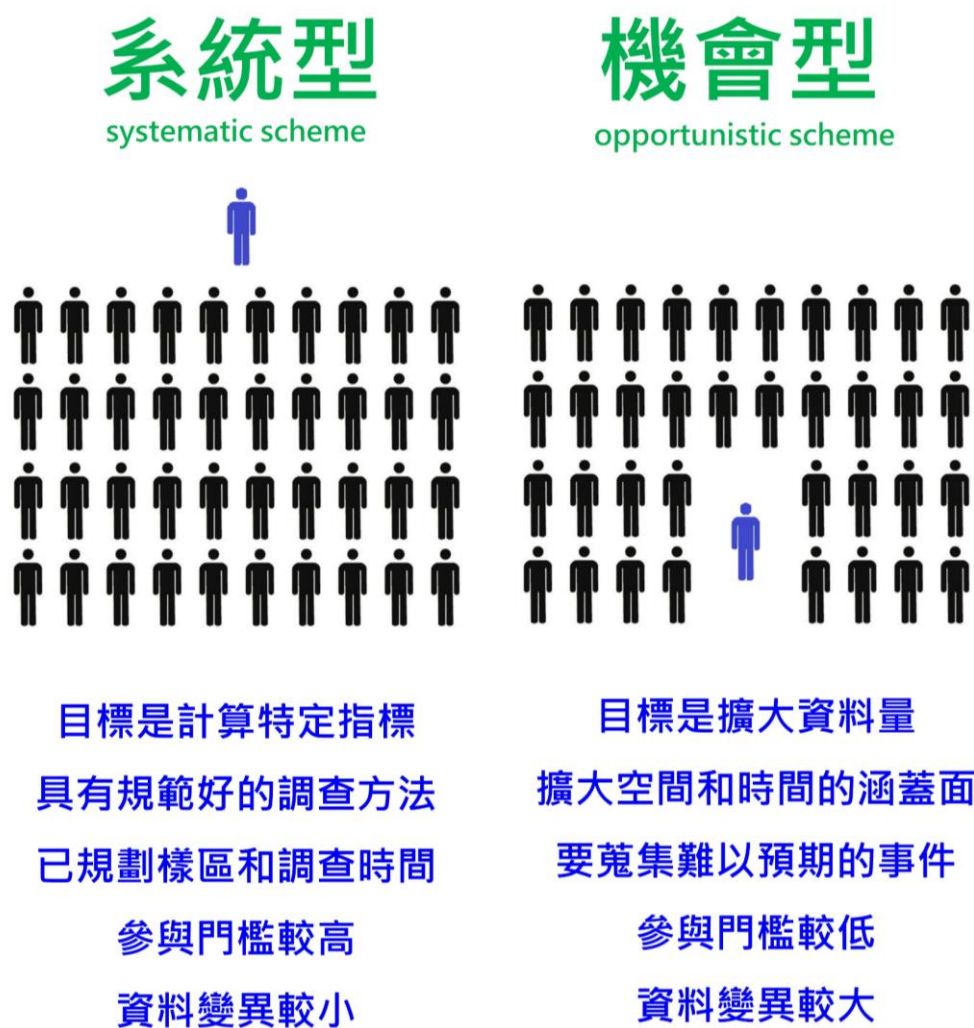 系統型
systematic scheme
目標是計算特定指標
具有規範好的調查方法
已規劃樣區和調查時間
參與門檻較高
資料變異較小
機會型
opportunistic scheme
目標是擴大資料量
擴大空間和時間的涵蓋面
要蒐集難以預期的事件
參與門檻較低
資料變異較大